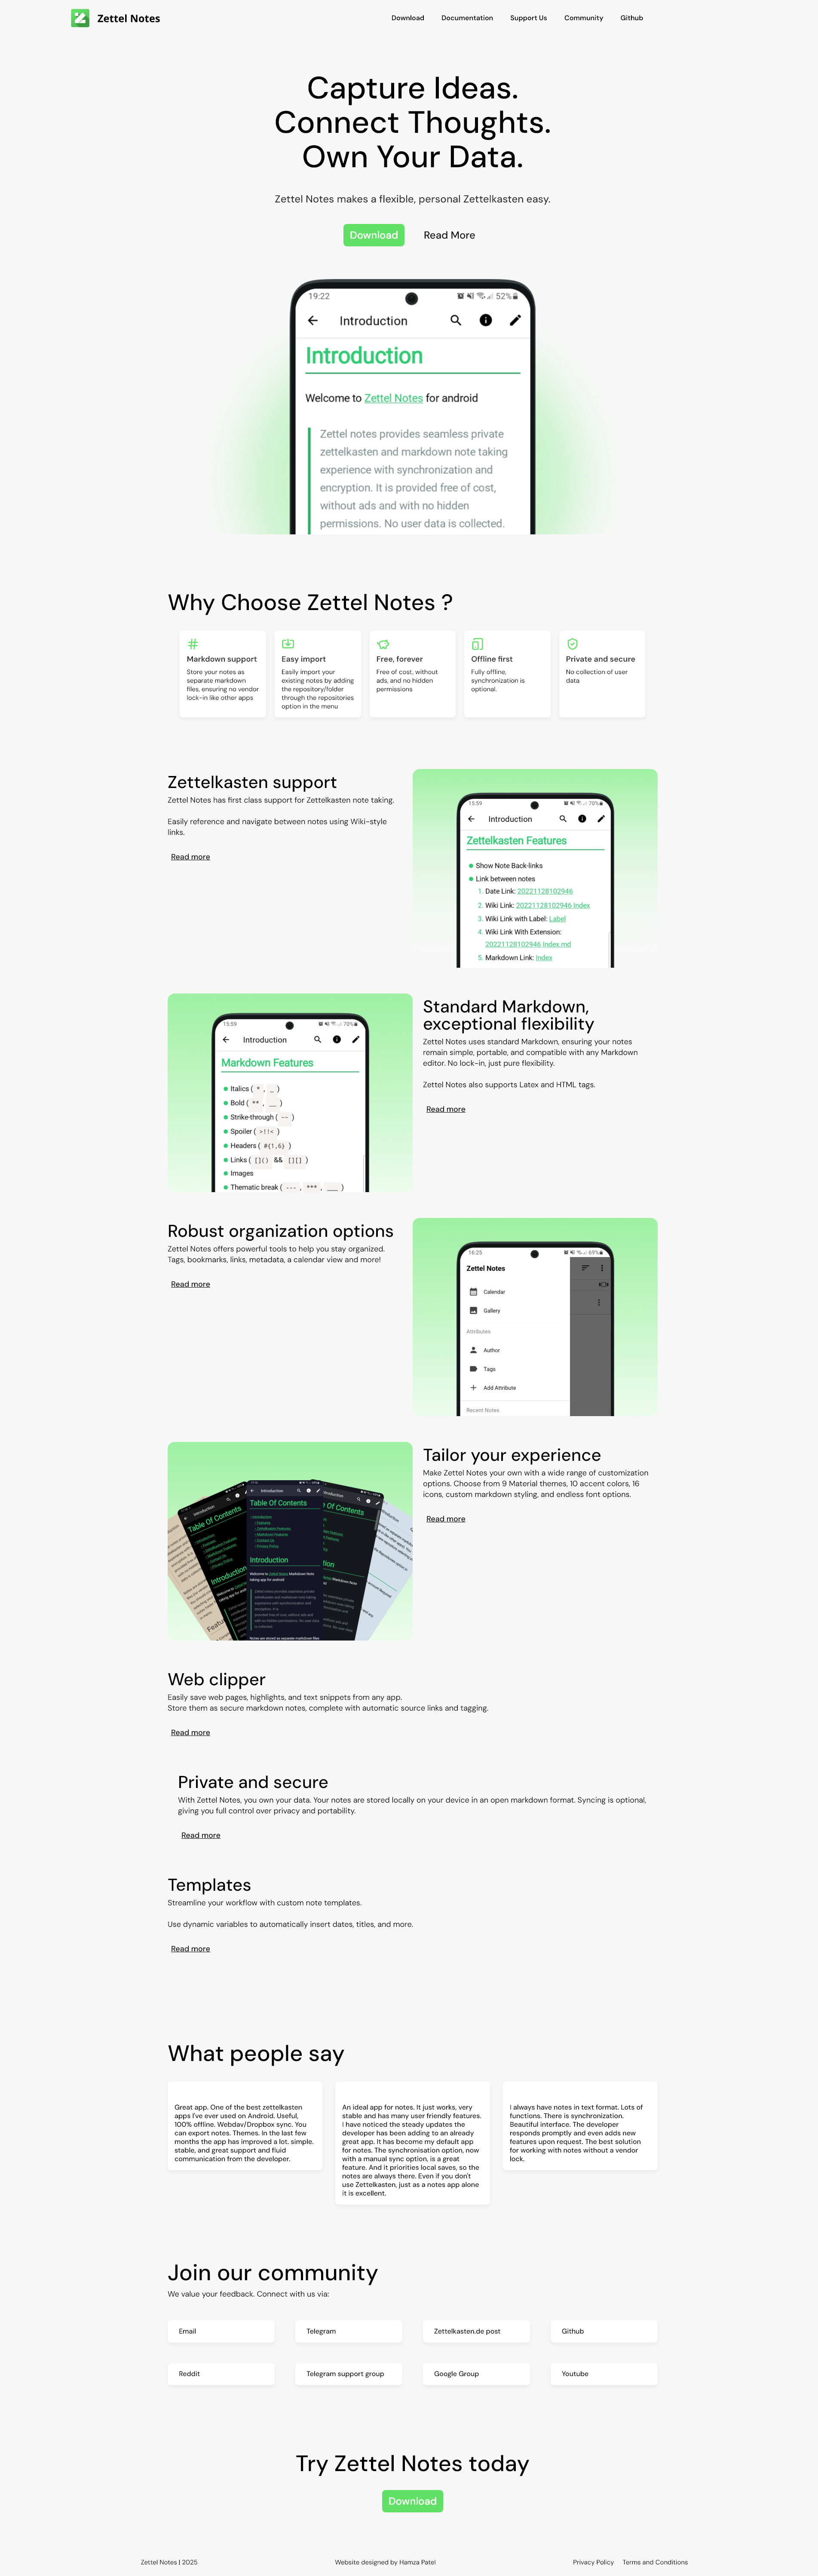 Zettel Notes
Download Documentation Support Us Community Github
Capture Ideas.
Connect Thoughts.
Own Your Data.
Zettel Notes makes a flexible, personal Zettelkasten easy.
Download Read More
19:22 52%
Introduction
Introduction
Welcome to Zettel Notes for android
Zettel notes provides seamless private
zettelkasten and markdown note taking
experience with synchronization and
encryption. It is provided free of cost,
without ads and with no hidden
permissions. No user data is collected.
Why Choose Zettel Notes ?
Markdown support
Store your notes as
separate markdown
files, ensuring no vendor
lock-in like other apps
Easy import
Easily import your
existing notes by adding
the repository/folder
through the repositories
option in the menu
Free, forever
Free of cost, without
ads, and no hidden
permissions
Offline first
Fully offline,
synchronization is
optional.
Private and secure
No collection of user
data
Zettelkasten support
Zettel Notes has first class support for Zettelkasten note taking.
Easily reference and navigate between notes using Wiki-style
links.
Read more
15:59 70%
Introduction
Zettelkasten Features
Show Note Back-links
Link between notes
1. Date Link: 20221128102946
2. Wiki Link: 20221128102946 Index
3. Wiki Link with Label: Label
4. Wiki Link With Extension:
20221128102946 Index.md
5. Markdown Link: Index
15:59 70%
Introduction
Markdown Features
Italics ( * , _ )
Bold ( ** , __ )
Strike-through ( ~~ )
Spoiler ( >!!< )
Headers ( #{1,6} )
Links ( []() && [][] )
Images
Thematic break ( --- , *** , ___ )
Standard Markdown,
exceptional flexibility
Zettel Notes uses standard Markdown, ensuring your notes
remain simple, portable, and compatible with any Markdown
editor. No lock-in, just pure flexibility.
Zettel Notes also supports Latex and HTML tags.
Read more
Robust organization options
Zettel Notes offers powerful tools to help you stay organized.
Tags, bookmarks, links, metadata, a calendar view and more!
Read more
16:25 69%
Zettel Notes
Calendar
Gallery
Attributes
Author
Tags
Add Attribute
Recent Notes
Introduction
Table Of Contents
Introduction
Features
Zettelkasten Features
Markdown Features
Contact Us
Privacy Policy
Introduction
Welcome to Zettel Notes Markdown Note
taking app for android
Notes are stored as separate markdown files
Tailor your experience
Make Zettel Notes your own with a wide range of customization
options. Choose from 9 Material themes, 10 accent colors, 16
icons, custom markdown styling, and endless font options.
Read more
Web clipper
Easily save web pages, highlights, and text snippets from any app.
Store them as secure markdown notes, complete with automatic source links and tagging.
Read more
Private and secure
With Zettel Notes, you own your data. Your notes are stored locally on your device in an open markdown format. Syncing is optional,
giving you full control over privacy and portability.
Read more
Templates
Streamline your workflow with custom note templates.
Use dynamic variables to automatically insert dates, titles, and more.
Read more
What people say
Great app. One of the best zettelkasten
apps I've ever used on Android. Useful,
100% offline. Webdav/Dropbox sync. You
can export notes. Themes. In the last few
months the app has improved a lot. simple.
stable, and great support and fluid
communication from the developer.
An ideal app for notes. It just works, very
stable and has many user friendly features.
I have noticed the steady updates the
developer has been adding to an already
great app. It has become my default app
for notes. The synchronisation option, now
with a manual sync option, is a great
feature. And it priorities local saves, so the
notes are always there. Even if you don't
use Zettelkasten, just as a notes app alone
it is excellent.
I always have notes in text format. Lots of
functions. There is synchronization.
Beautiful interface. The developer
responds promptly and even adds new
features upon request. The best solution
for working with notes without a vendor
lock.
Join our community
We value your feedback. Connect with us via:
Email Telegram Zettelkasten.de post Github
Reddit Telegram support group Google Group Youtube
Try Zettel Notes today
Download
Zettel Notes | 2025 Website designed by Hamza Patel Privacy Policy Terms and Conditions